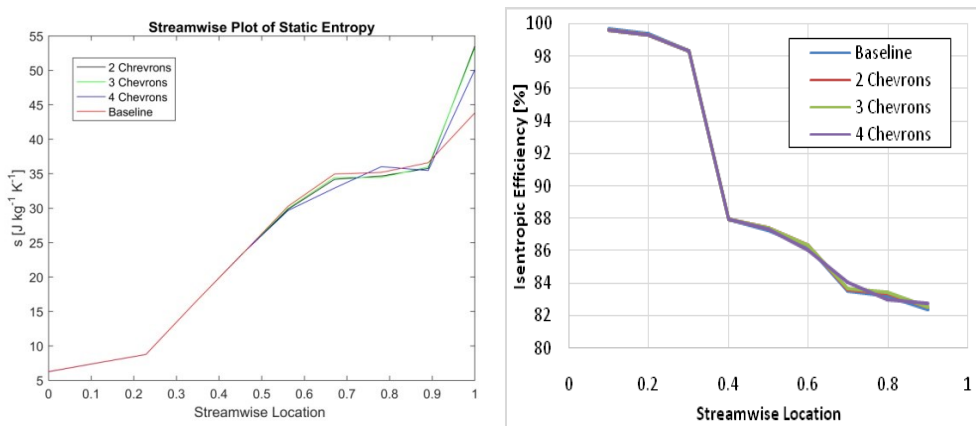 Streamwise Plot of Static Entropy
55
50
45
40
35
30
25
20
15
10
5
s [J kg⁻¹ K⁻¹]
2 Chrevrons
3 Chevrons
4 Chevrons
Baseline
0 0.1 0.2 0.3 0.4 0.5 0.6 0.7 0.8 0.9 1
Streamwise Location
100
98
96
94
92
90
88
86
84
82
80
Isentropic Efficiency [%]
Baseline
2 Chevrons
3 Chevrons
4 Chevrons
0 0.2 0.4 0.6 0.8 1
Streamwise Location